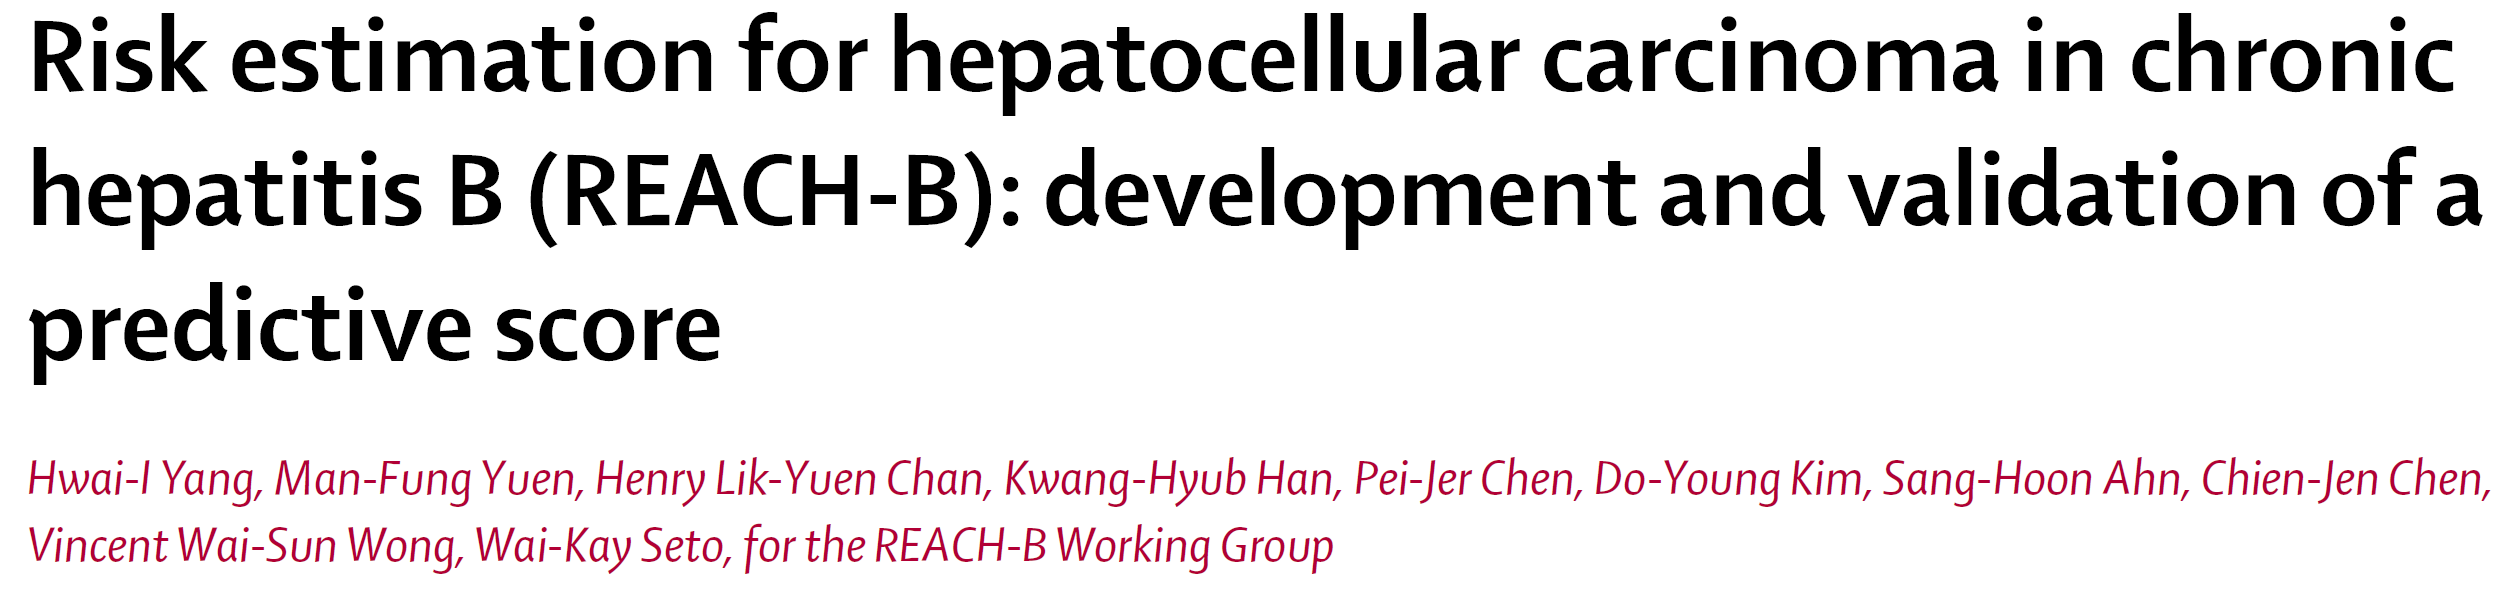 Risk estimation for hepatocellular carcinoma in chronic
hepatitis B (REACH-B): development and validation of a
predictive score
Hwai-I Yang, Man-Fung Yuen, Henry Lik-Yuen Chan, Kwang-Hyub Han, Pei-Jer Chen, Do-Young Kim, Sang-Hoon Ahn, Chien-Jen Chen,
Vincent Wai-Sun Wong, Wai-Kay Seto, for the REACH-B Working Group